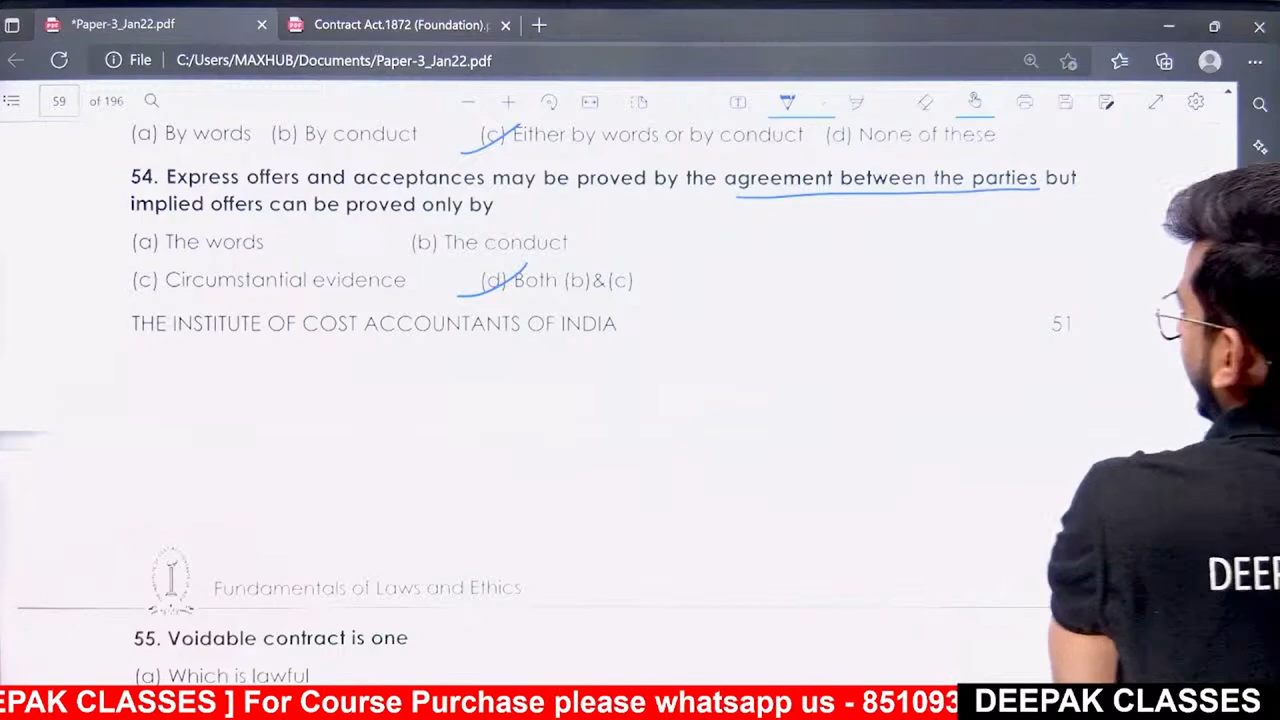 *Paper-3_Jan22.pdf
Contract Act.1872 (Foundation).p
File C:/Users/MAXHUB/Documents/Paper-3_Jan22.pdf
59 of 196
(a) By words (b) By conduct (c) Either by words or by conduct (d) None of these
54. Express offers and acceptances may be proved by the agreement between the parties but
implied offers can be proved only by
(a) The words (b) The conduct
(c) Circumstantial evidence (d) Both (b)&(c)
THE INSTITUTE OF COST ACCOUNTANTS OF INDIA 51
Fundamentals of Laws and Ethics
55. Voidable contract is one
(a) Which is lawful
DEEP
EPAK CLASSES ] For Course Purchase please whatsapp us - 851093
DEEPAK CLASSES